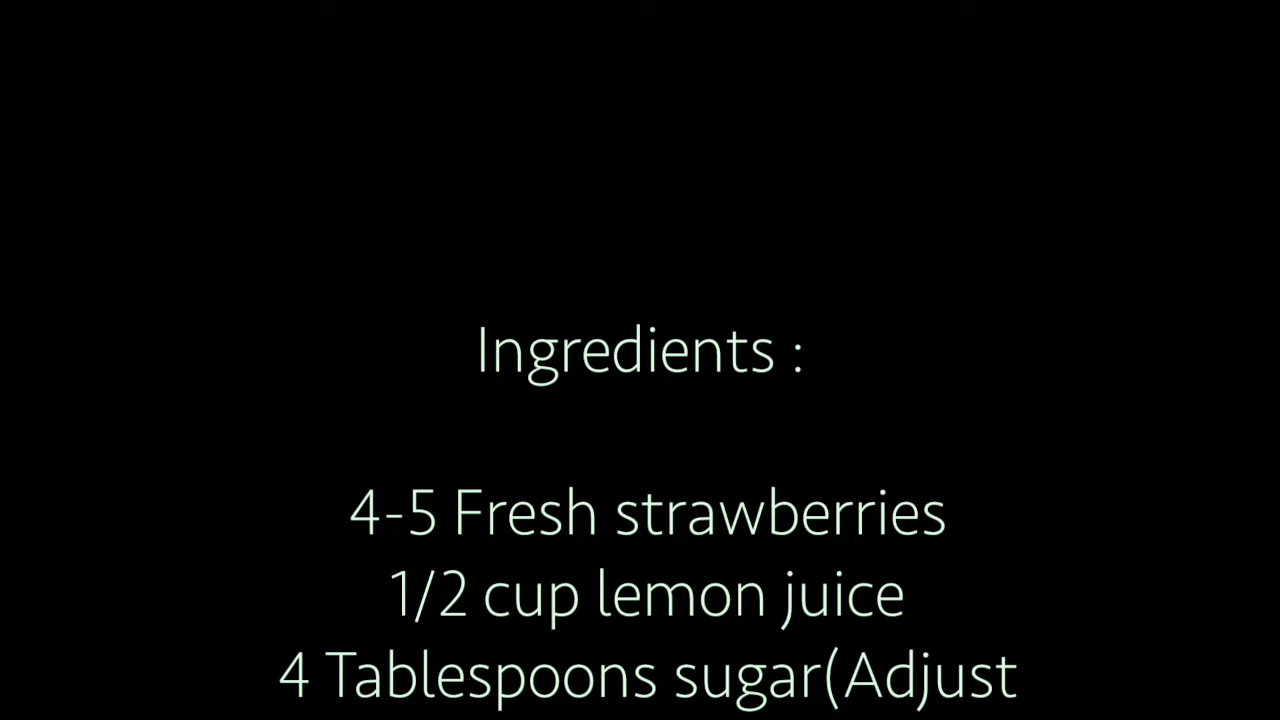 Ingredients :
4-5 Fresh strawberries
1/2 cup lemon juice
4 Tablespoons sugar(Adjust